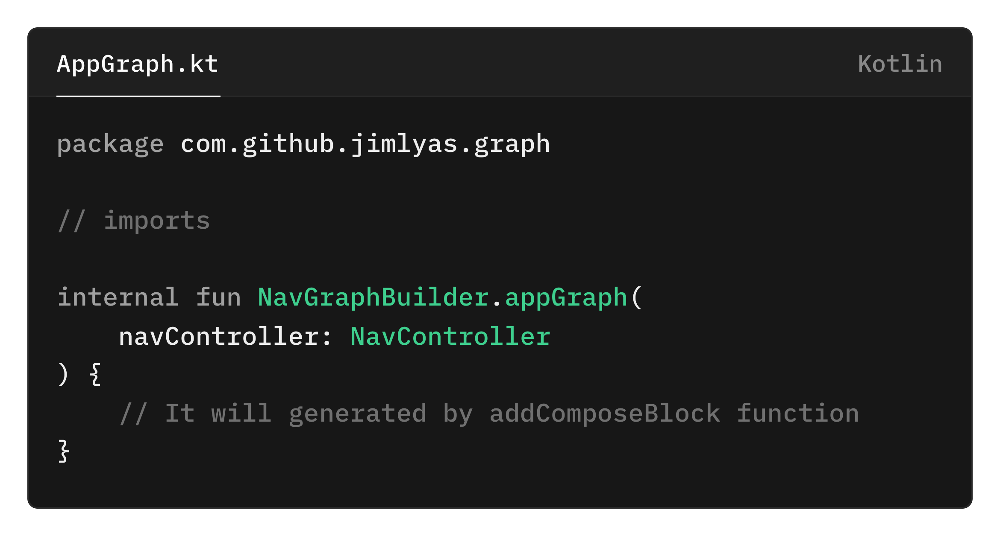 AppGraph.kt
Kotlin
package com.github.jimlyas.graph
// imports
internal fun NavGraphBuilder.appGraph(
    navController: NavController
) {
    // It will generated by addComposeBlock function
}